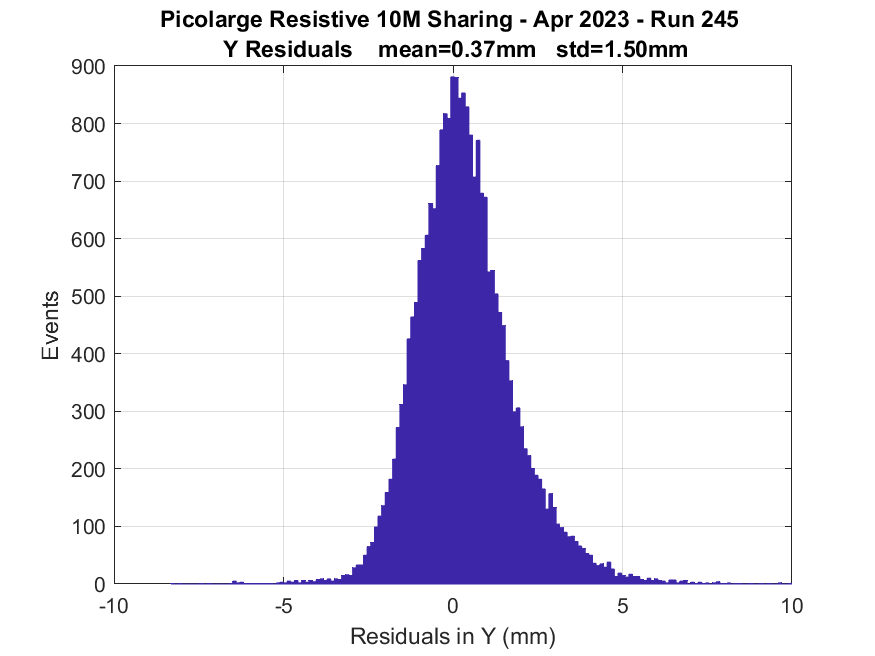 Picolarge Resistive 10M Sharing - Apr 2023 - Run 245
Y Residuals mean=0.37mm std=1.50mm
900
800
700
600
500
400
300
200
100
0
Events
-10 -5 0 5 10
Residuals in Y (mm)